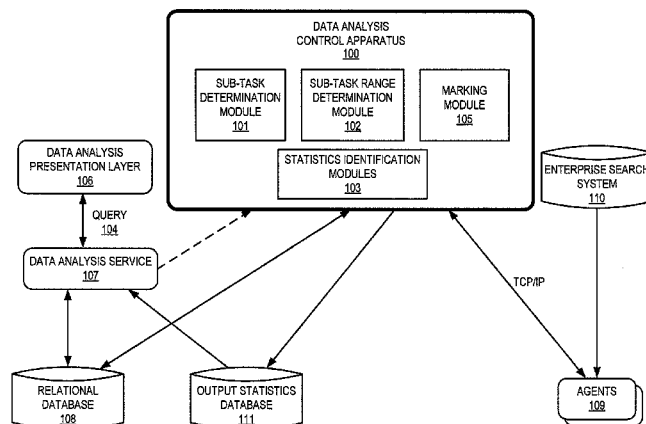 DATA ANALYSIS
CONTROL APPARATUS
100
SUB-TASK
DETERMINATION
MODULE
101
SUB-TASK RANGE
DETERMINATION
MODULE
102
MARKING
MODULE
105
STATISTICS IDENTIFICATION
MODULES
103
DATA ANALYSIS
PRESENTATION LAYER
106
ENTERPRISE SEARCH
SYSTEM
110
QUERY
104
DATA ANALYSIS SERVICE
107
TCP/IP
RELATIONAL
DATABASE
108
OUTPUT STATISTICS
DATABASE
111
AGENTS
109